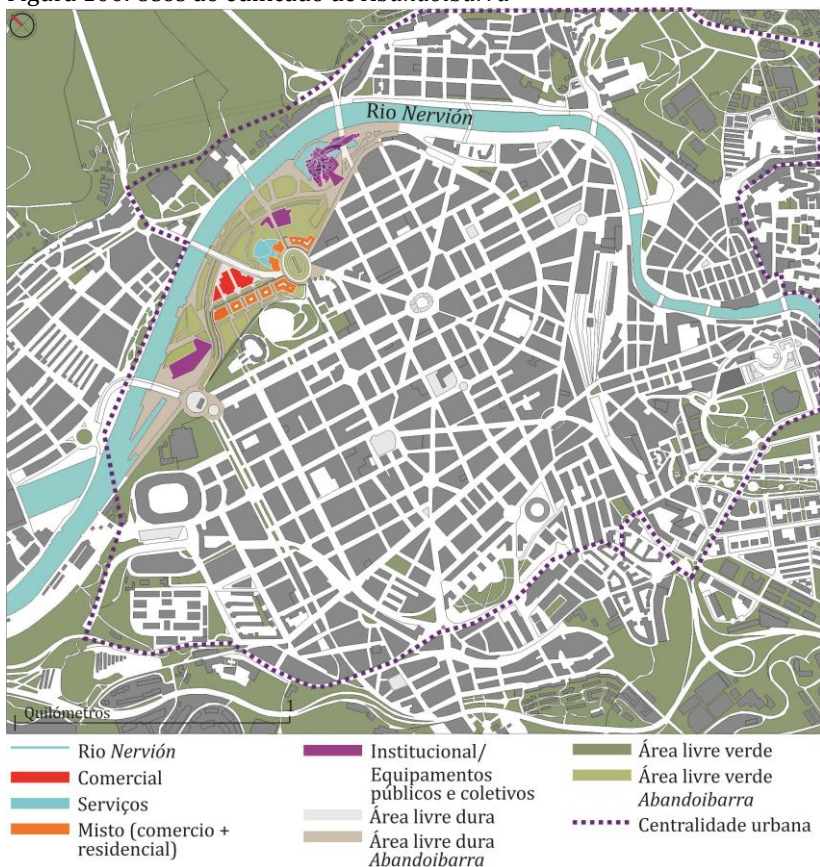 Rio Nervión
1
Quilómetros
Rio Nervión
Comercial
Serviços
Misto (comercio +
residencial)
Institucional/
Equipamentos
públicos e coletivos
Área livre dura
Área livre dura
Abandoibarra
Área livre verde
Área livre verde
Abandoibarra
Centralidade urbana